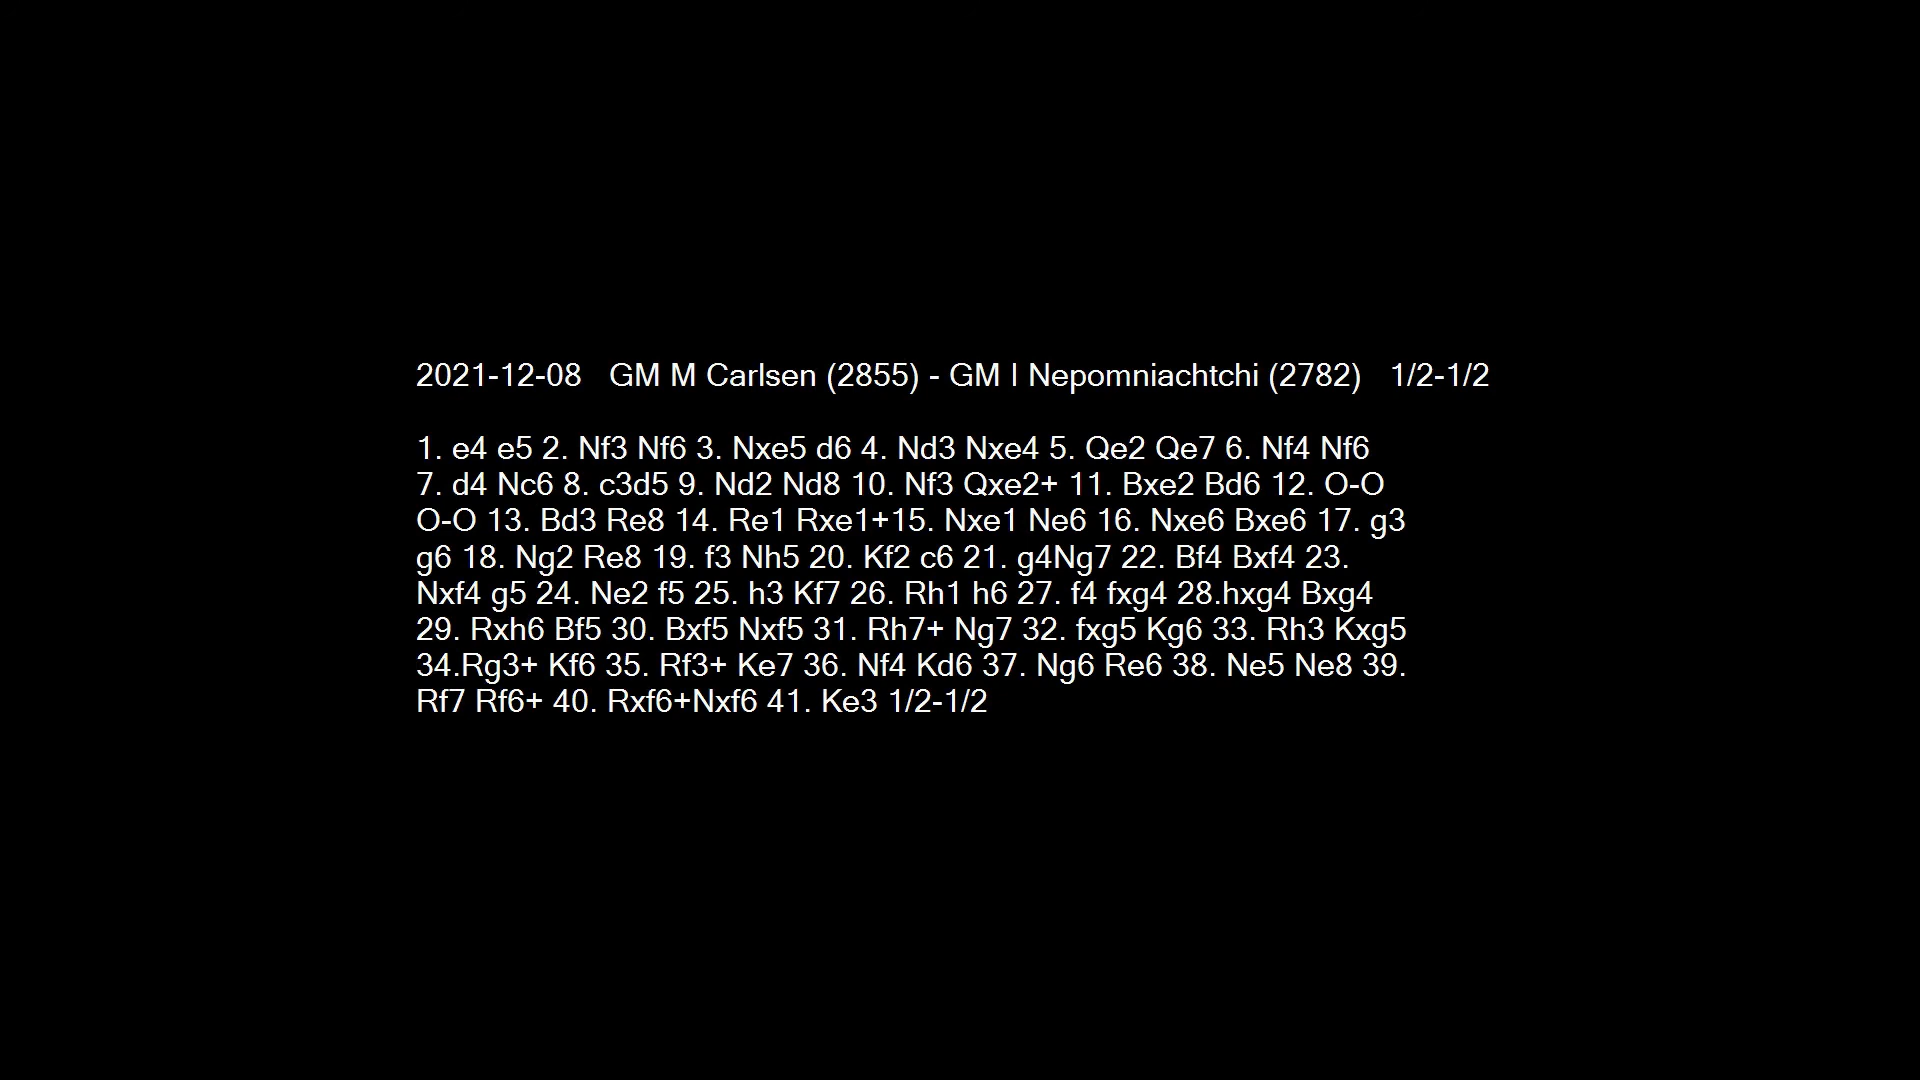 2021-12-08   GM M Carlsen (2855) - GM I Nepomniachtchi (2782)   1/2-1/2
1. e4 e5 2. Nf3 Nf6 3. Nxe5 d6 4. Nd3 Nxe4 5. Qe2 Qe7 6. Nf4 Nf6
7. d4 Nc6 8. c3d5 9. Nd2 Nd8 10. Nf3 Qxe2+ 11. Bxe2 Bd6 12. O-O
O-O 13. Bd3 Re8 14. Re1 Rxe1+15. Nxe1 Ne6 16. Nxe6 Bxe6 17. g3
g6 18. Ng2 Re8 19. f3 Nh5 20. Kf2 c6 21. g4Ng7 22. Bf4 Bxf4 23.
Nxf4 g5 24. Ne2 f5 25. h3 Kf7 26. Rh1 h6 27. f4 fxg4 28.hxg4 Bxg4
29. Rxh6 Bf5 30. Bxf5 Nxf5 31. Rh7+ Ng7 32. fxg5 Kg6 33. Rh3 Kxg5
34.Rg3+ Kf6 35. Rf3+ Ke7 36. Nf4 Kd6 37. Ng6 Re6 38. Ne5 Ne8 39.
Rf7 Rf6+ 40. Rxf6+Nxf6 41. Ke3 1/2-1/2